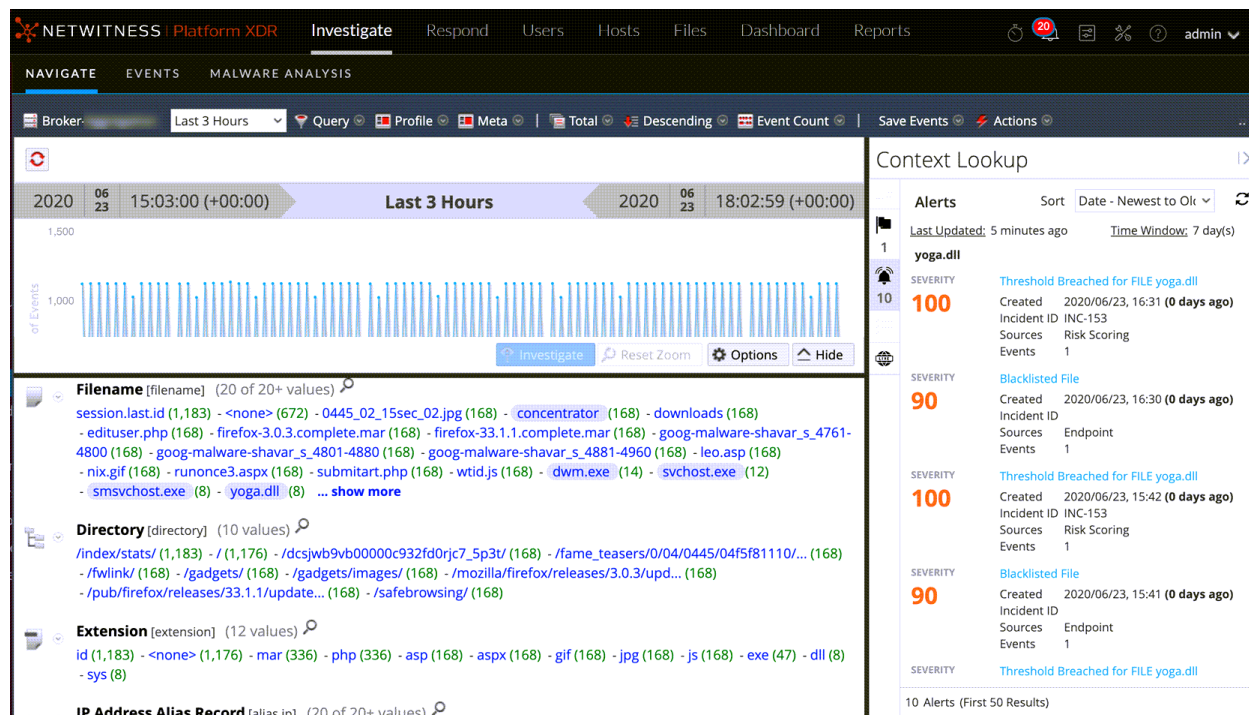 NETWITNESS Platform XDR Investigate Respond Users Hosts Files Dashboard Reports 20 admin
NAVIGATE EVENTS MALWARE ANALYSIS
Broker- Last 3 Hours Query Profile Meta | Total Descending Event Count | Save Events Actions ..
2020 06 23 15:03:00 (+00:00) Last 3 Hours 2020 06 23 18:02:59 (+00:00)
1,500
1,000
of Events
Investigate Reset Zoom Options Hide
Filename [filename] (20 of 20+ values)
session.last.id (1,183) - <none> (672) - 0445_02_15sec_02.jpg (168) - concentrator (168) - downloads (168)
- edituser.php (168) - firefox-3.0.3.complete.mar (168) - firefox-33.1.1.complete.mar (168) - goog-malware-shavar_s_4761-
4800 (168) - goog-malware-shavar_s_4801-4880 (168) - goog-malware-shavar_s_4881-4960 (168) - leo.asp (168)
- nix.gif (168) - runonce3.aspx (168) - submitart.php (168) - wtid.js (168) - dwm.exe (14) - svchost.exe (12)
- smsvchost.exe (8) - yoga.dll (8) ... show more
Directory [directory] (10 values)
/index/stats/ (1,183) - / (1,176) - /dcsjwb9vb00000c932fd0rjc7_5p3t/ (168) - /fame_teasers/0/04/0445/04f5f81110/... (168)
- /fwlink/ (168) - /gadgets/ (168) - /gadgets/images/ (168) - /mozilla/firefox/releases/3.0.3/upd... (168)
- /pub/firefox/releases/33.1.1/update... (168) - /safebrowsing/ (168)
Extension [extension] (12 values)
id (1,183) - <none> (1,176) - mar (336) - php (336) - asp (168) - aspx (168) - gif (168) - jpg (168) - js (168) - exe (47) - dll (8)
- sys (8)
IP Address Alias Record [alias.ip] (20 of 20+ values)
Context Lookup
1
10
Alerts Sort Date - Newest to Ol
Last Updated: 5 minutes ago Time Window: 7 day(s)
yoga.dll
SEVERITY Threshold Breached for FILE yoga.dll
100 Created 2020/06/23, 16:31 (0 days ago)
Incident ID INC-153
Sources Risk Scoring
Events 1
SEVERITY Blacklisted File
90 Created 2020/06/23, 16:30 (0 days ago)
Incident ID
Sources Endpoint
Events 1
SEVERITY Threshold Breached for FILE yoga.dll
100 Created 2020/06/23, 15:42 (0 days ago)
Incident ID INC-153
Sources Risk Scoring
Events 1
SEVERITY Blacklisted File
90 Created 2020/06/23, 15:41 (0 days ago)
Incident ID
Sources Endpoint
Events 1
SEVERITY Threshold Breached for FILE yoga.dll
10 Alerts (First 50 Results)